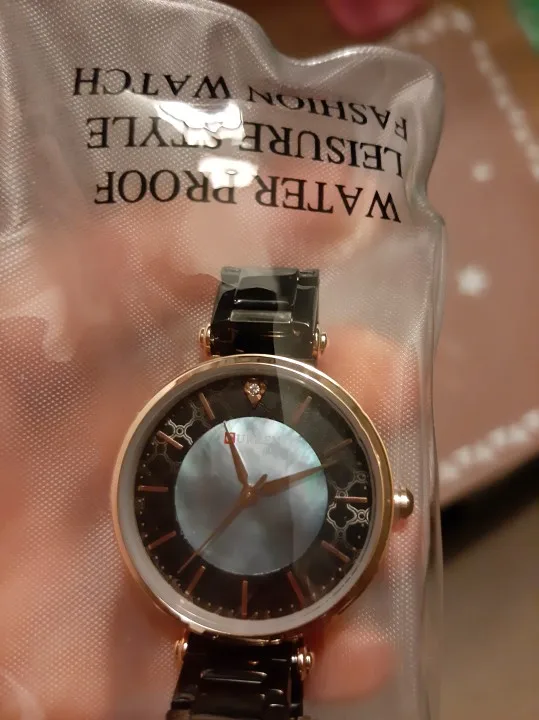 WATER PROOF
LEISURE STYLE
FASHION WATCH